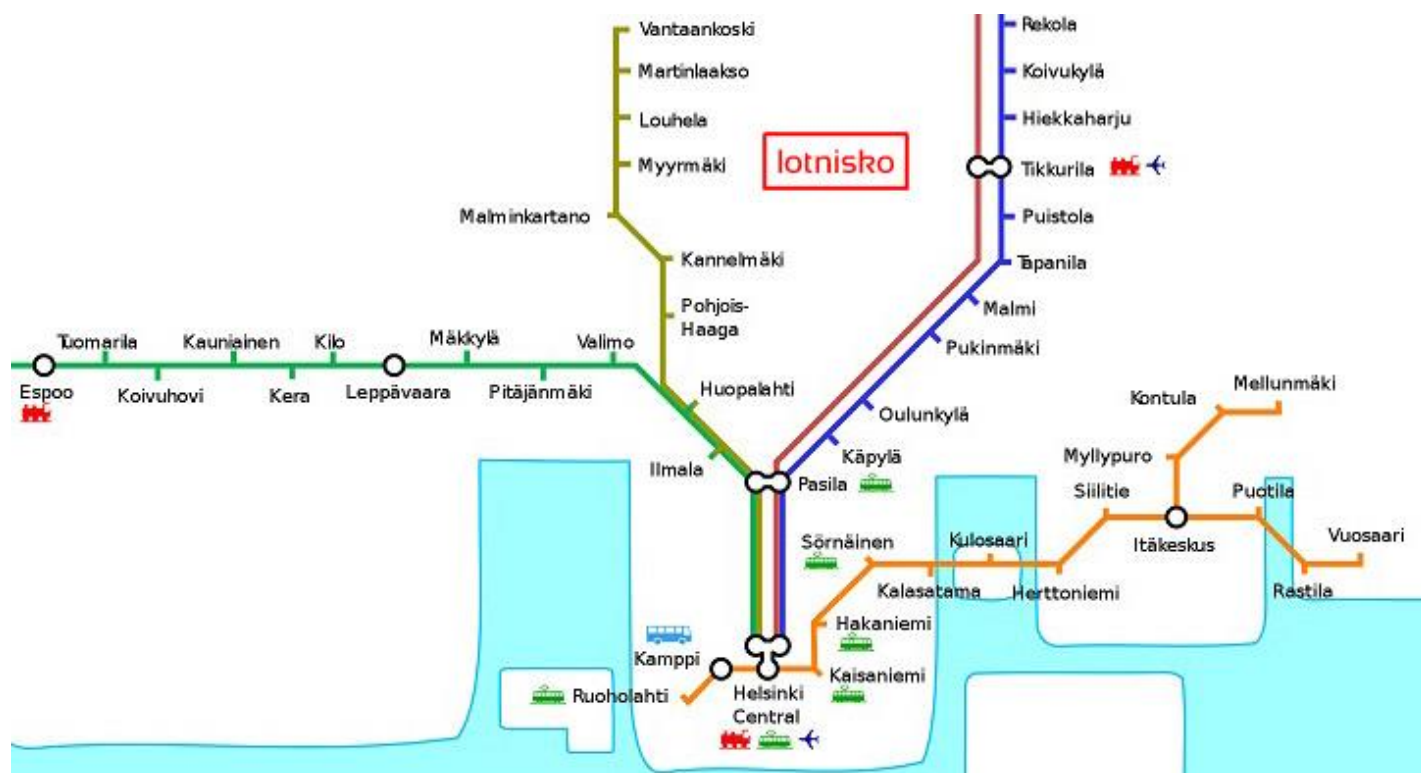 Vantaankoski
Martinlaakso
Louhela
Myyrmäki
Malminkartano
Kannelmäki
Pohjois-
Haaga
lotnisko
Rekola
Koivukylä
Hiekkaharju
Tikkurila
Puistola
Tapanila
Malmi
Pukinmäki
Oulunkylä
Käpylä
Pasila
Tuomarila
Kauniainen
Kilo
Mäkkylä
Valimo
Espoo
Koivuhovi
Kera
Leppävaara
Pitäjänmäki
Huopalahti
Ilmala
Mellunmäki
Kontula
Myllypuro
Siilitie
Puotila
Itäkeskus
Vuosaari
Rastila
Sörnäinen
Kulosaari
Kalasatama
Herttoniemi
Hakaniemi
Kaisaniemi
Kamppi
Ruoholahti
Helsinki
Central